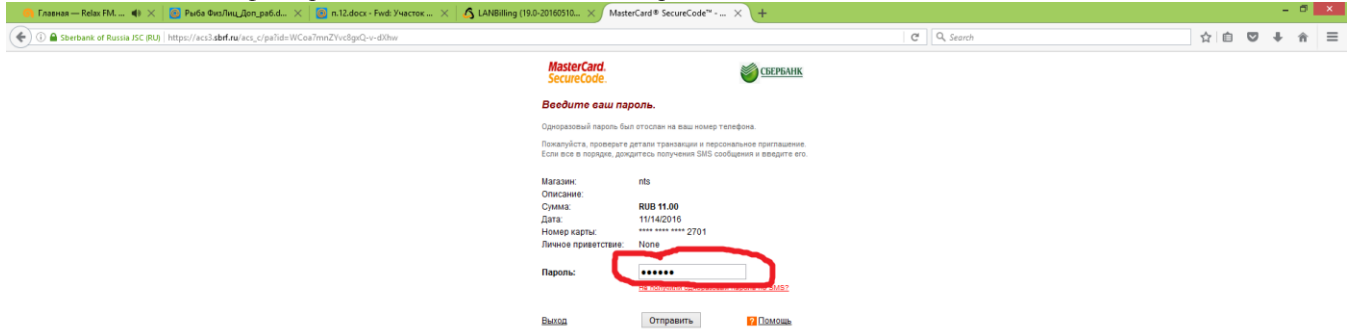 Главная — Relax FM. ...
Рыба ФизЛиц_Доп_раб.d...
п.12.docx - Fwd: Участок ...
LANBilling (19.0-20160510...
MasterCard® SecureCode™ - ...
Sberbank of Russia JSC (RU)
https://acs3.sbrf.ru/acs_c/pa?id=WCoa7mnZYvc8gxQ-v-dXhw
Search
MasterCard. СБЕРБАНК
SecureCode.
Введите ваш пароль.
Одноразовый пароль был отослан на ваш номер телефона.
Пожалуйста, проверьте детали транзакции и персональное приглашение.
Если все в порядке, дождитесь получения SMS сообщения и введите его.
Магазин: nts
Описание:
Сумма: RUB 11.00
Дата: 11/14/2016
Номер карты: **** **** **** 2701
Личное приветствие: None
Пароль: ••••••
SMS?
Выход Отправить ? Помощь